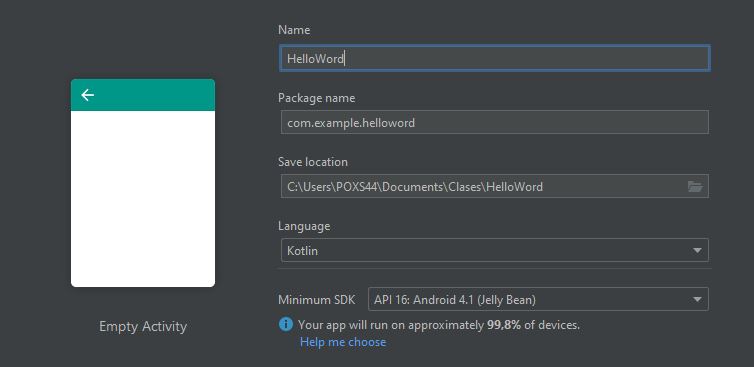 Name
HelloWord
Package name
com.example.helloword
Save location
C:\Users\POXS44\Documents\Clases\HelloWord
Language
Kotlin
Minimum SDK API 16: Android 4.1 (Jelly Bean)
Your app will run on approximately 99,8% of devices.
Help me choose
Empty Activity